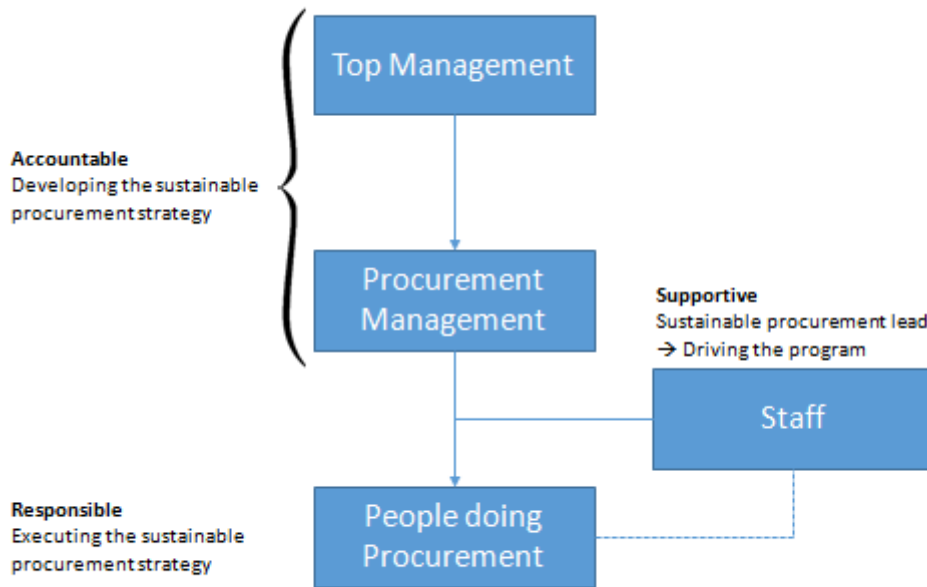 Top Management
Accountable
Developing the sustainable
procurement strategy
Procurement
Management
Supportive
Sustainable procurement lead
→ Driving the program
Staff
Responsible
Executing the sustainable
procurement strategy
People doing
Procurement